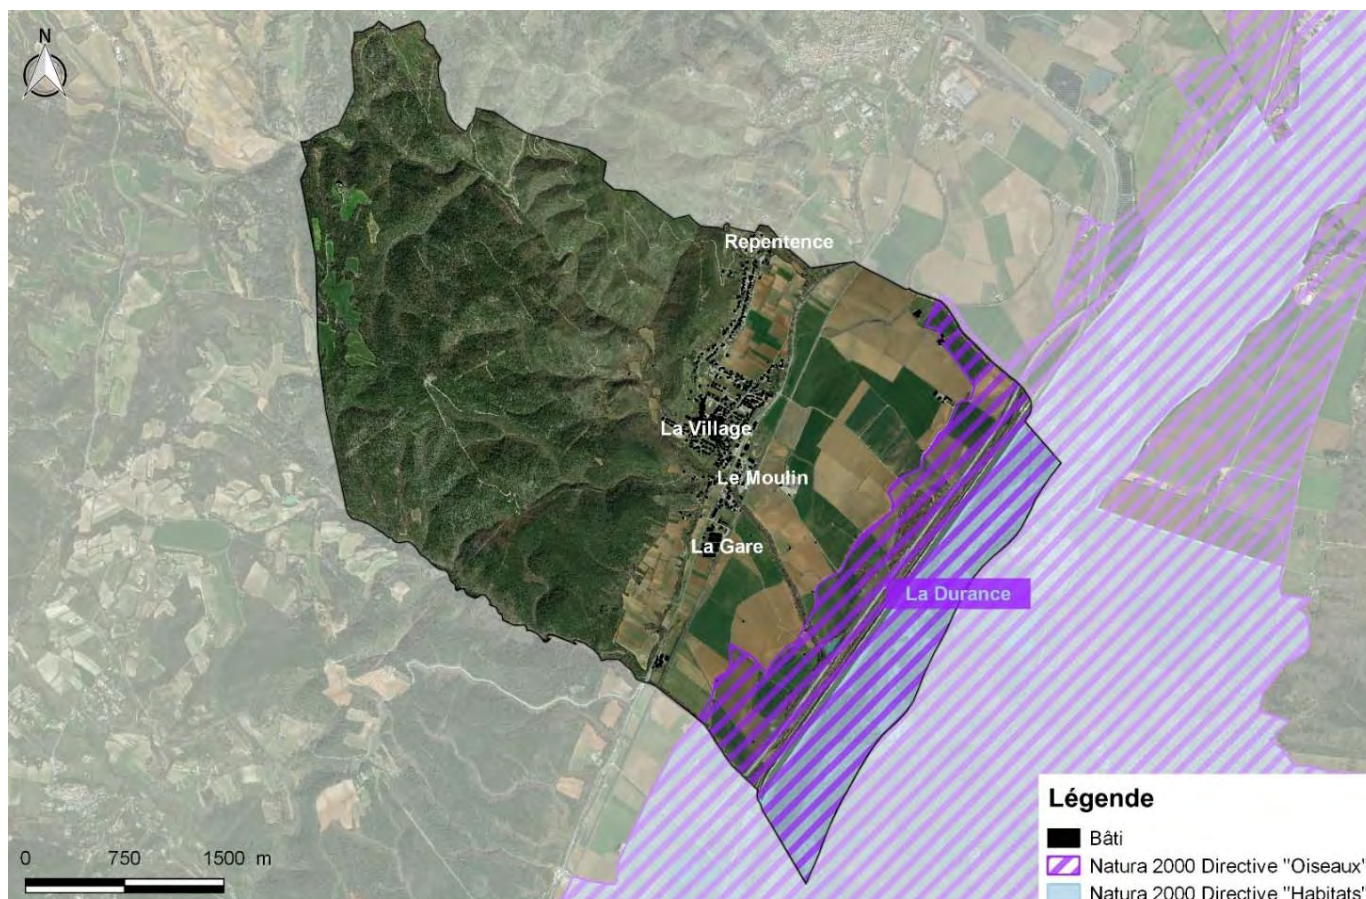 N
Repentence
La Village
Le Moulin
La Gare
La Durance
Légende
Bâti
Natura 2000 Directive "Oiseaux"
Natura 2000 Directive "Habitats"
0 750 1500 m